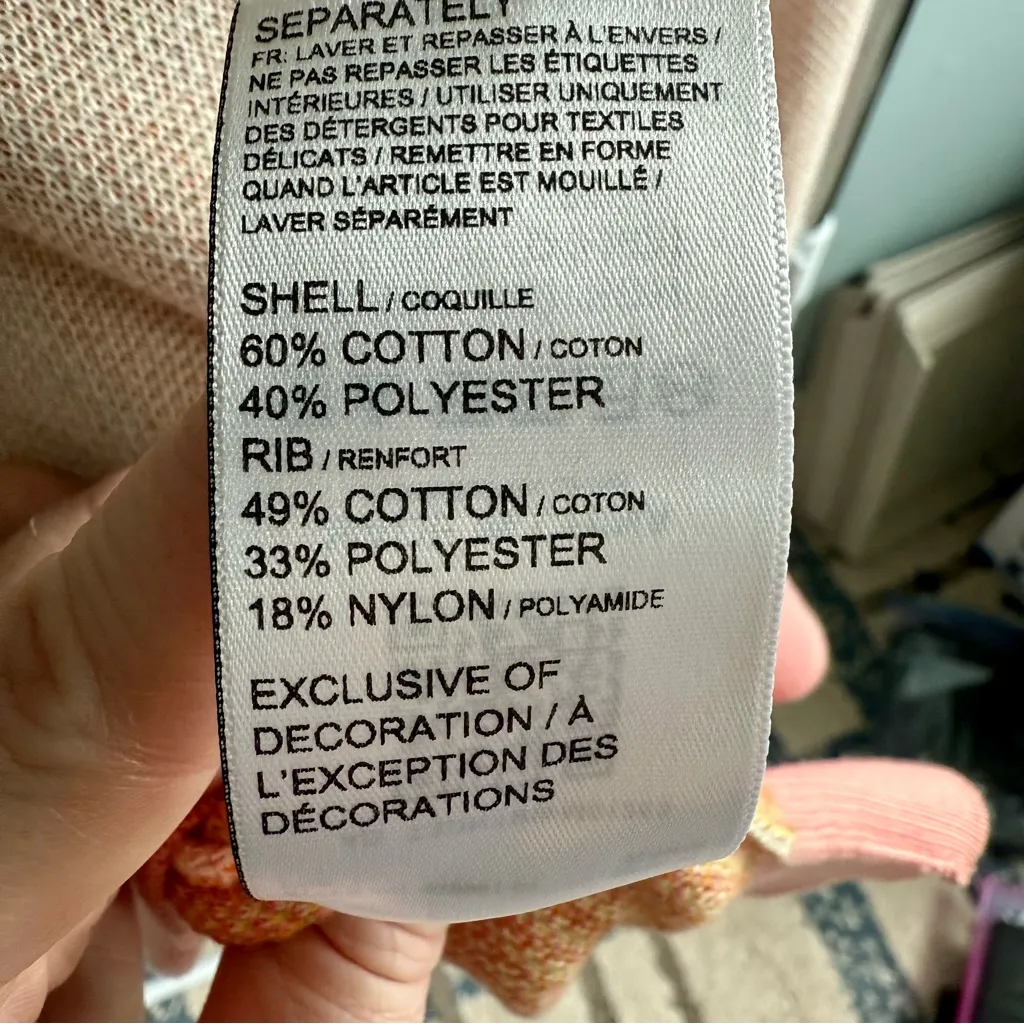 SEPARATELY
FR: LAVER ET REPASSER À L'ENVERS /
NE PAS REPASSER LES ÉTIQUETTES
INTÉRIEURES / UTILISER UNIQUEMENT
DES DÉTERGENTS POUR TEXTILES
DÉLICATS / REMETTRE EN FORME
QUAND L'ARTICLE EST MOUILLÉ /
LAVER SÉPARÉMENT
SHELL / COQUILLE
60% COTTON / COTON
40% POLYESTER
RIB / RENFORT
49% COTTON / COTON
33% POLYESTER
18% NYLON / POLYAMIDE
EXCLUSIVE OF
DECORATION / À
L'EXCEPTION DES
DÉCORATIONS